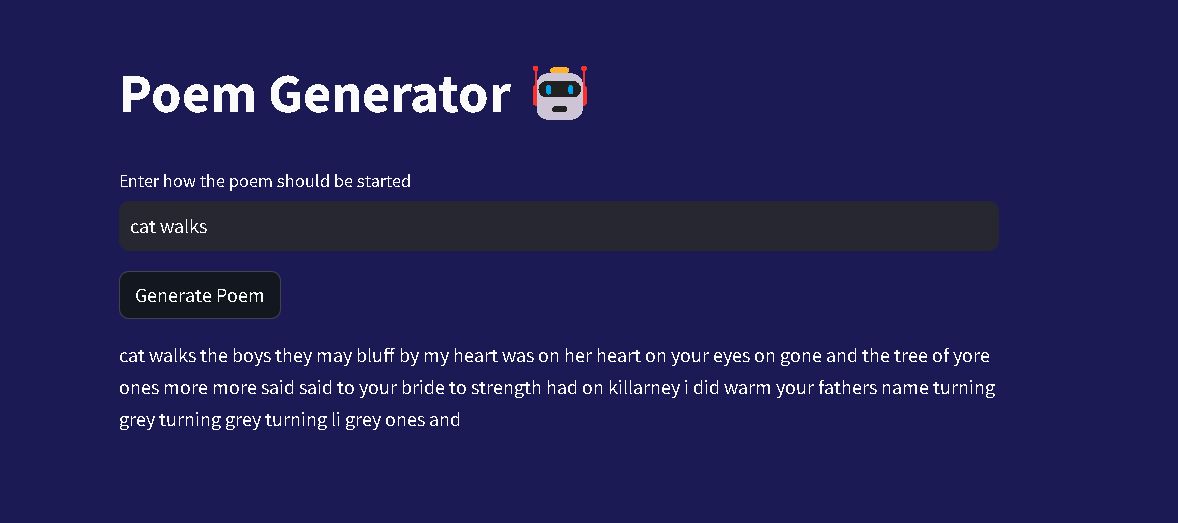 Poem Generator
Enter how the poem should be started
cat walks
Generate Poem
cat walks the boys they may bluff by my heart was on her heart on your eyes on gone and the tree of yore
ones more more said said to your bride to strength had on killarney i did warm your fathers name turning
grey turning grey turning li grey ones and